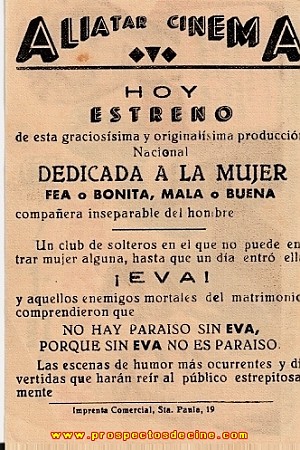 ALIATAR CINEMA
HOY
ESTRENO
de esta graciosísima y originalísima producción
Nacional
DEDICADA A LA MUJER
FEA o BONITA, MALA o BUENA
compañera inseparable del hombre
Un club de solteros en el que no puede en
trar mujer alguna, hasta que un día entró ella
¡EVA!
y aquellos enemigos mortales del matrimonio
comprendieron que
NO HAY PARAISO SIN EVA,
PORQUE SIN EVA NO ES PARAISO.
Las escenas de humor más ocurrentes y di
vertidas que harán reír al público estrepitosa
mente
Imprenta Comercial, Sta. Paula, 19
www.prospectosdecine.com